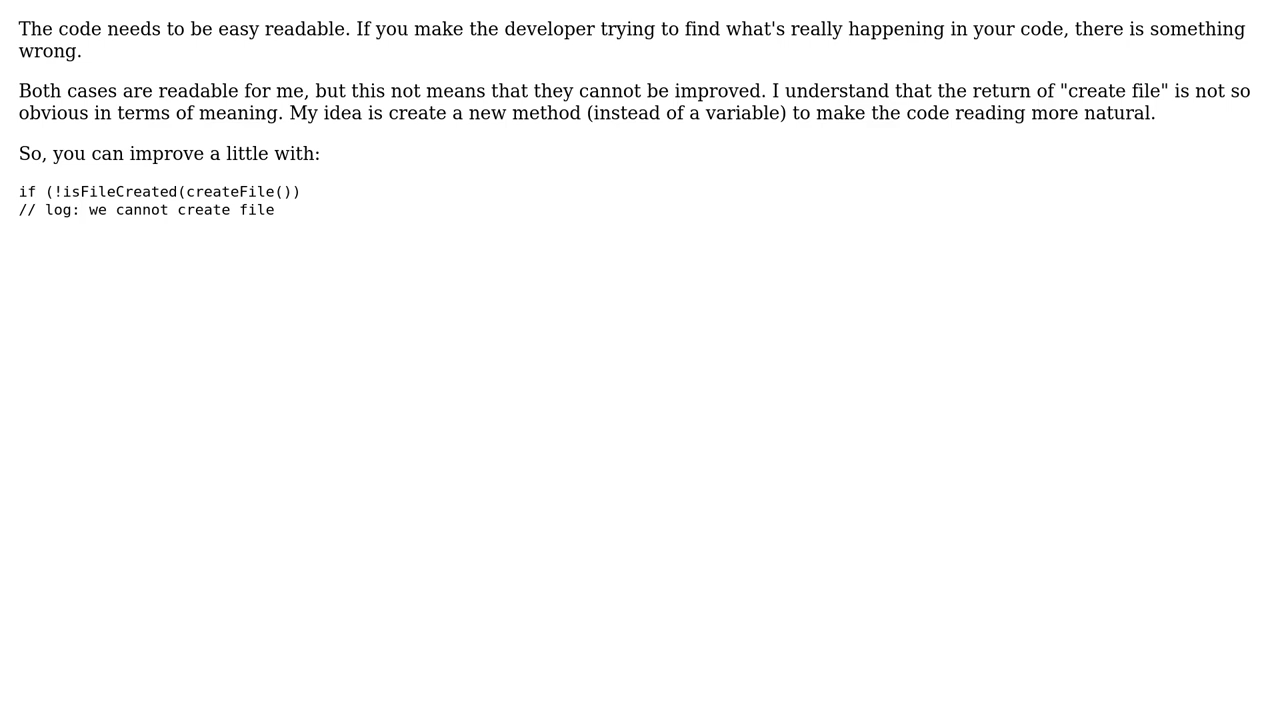 The code needs to be easy readable. If you make the developer trying to find what's really happening in your code, there is something
wrong.
Both cases are readable for me, but this not means that they cannot be improved. I understand that the return of "create file" is not so
obvious in terms of meaning. My idea is create a new method (instead of a variable) to make the code reading more natural.
So, you can improve a little with:
if (!isFileCreated(createFile())
// log: we cannot create file